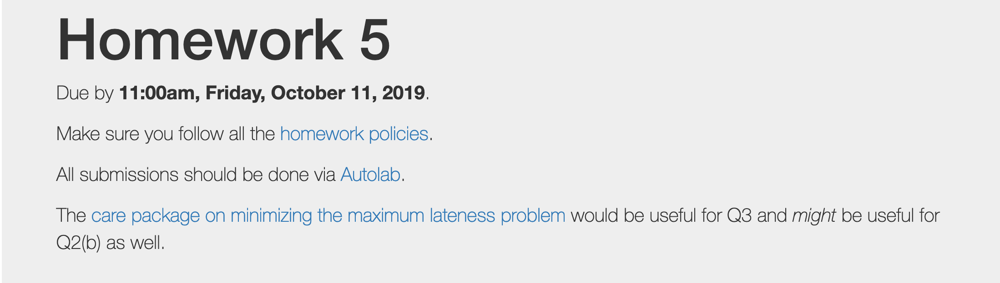 Homework 5
Due by 11:00am, Friday, October 11, 2019.
Make sure you follow all the homework policies.
All submissions should be done via Autolab.
The care package on minimizing the maximum lateness problem would be useful for Q3 and might be useful for
Q2(b) as well.